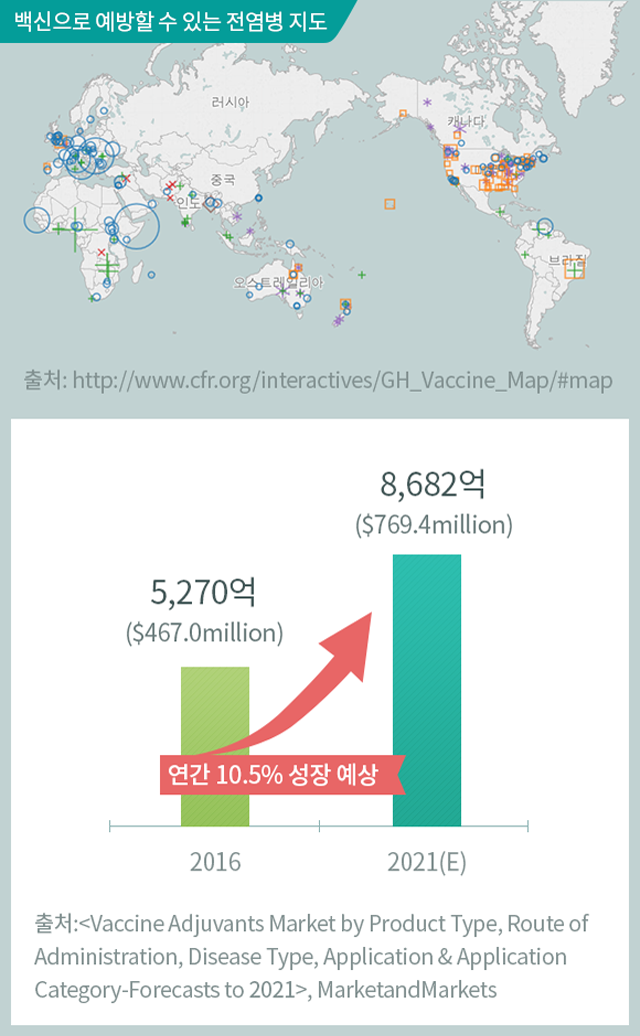 백신으로 예방할 수 있는 전염병 지도
러시아
캐나다
중국
인도
브라질
오스트레일리아
출처: http://www.cfr.org/interactives/GH_Vaccine_Map/#map
8,682억
($769.4million)
5,270억
($467.0million)
연간 10.5% 성장 예상
2016 2021(E)
출처:<Vaccine Adjuvants Market by Product Type, Route of
Administration, Disease Type, Application & Application
Category-Forecasts to 2021>, MarketandMarkets